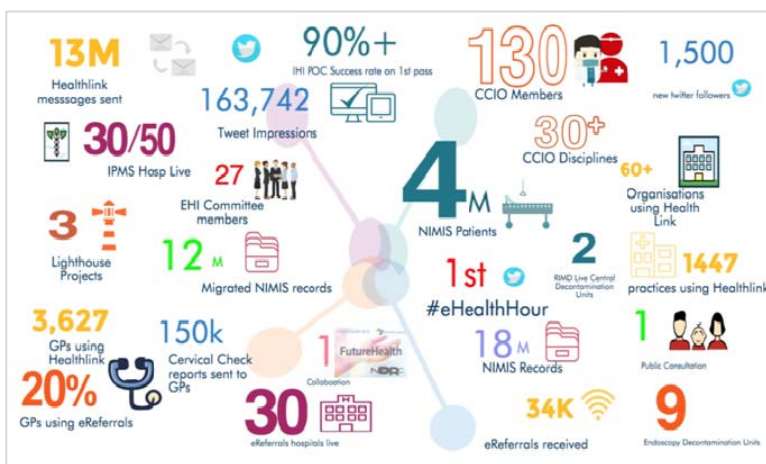 13M
Healthlink
messsages sent
90%+
IHI POC Success rate on 1st pass
130
CCIO Members
1,500
new twitter followers
163,742
Tweet Impressions
30/50
IPMS Hosp Live
30+
CCIO Disciplines
27
EHI Committee
members
4M
NIMIS Patients
60+
Organisations
using Health
Link
3
Lighthouse
Projects
12 M
Migrated NIMIS records
1st
#eHealthHour
2
RIMD Live Central
Decontamination
Units
1447
practices using Healthlink
3,627
GPs using
Healthlink
150k
Cervical Check
reports sent to
GPs
1
Collaboation
FutureHealth
18 M
NIMIS Records
1
Public Consultation
20%
GPs using eReferrals
30
eReferrals hospitals live
34K
eReferrals received
9
Endoscopy Decontamination Units